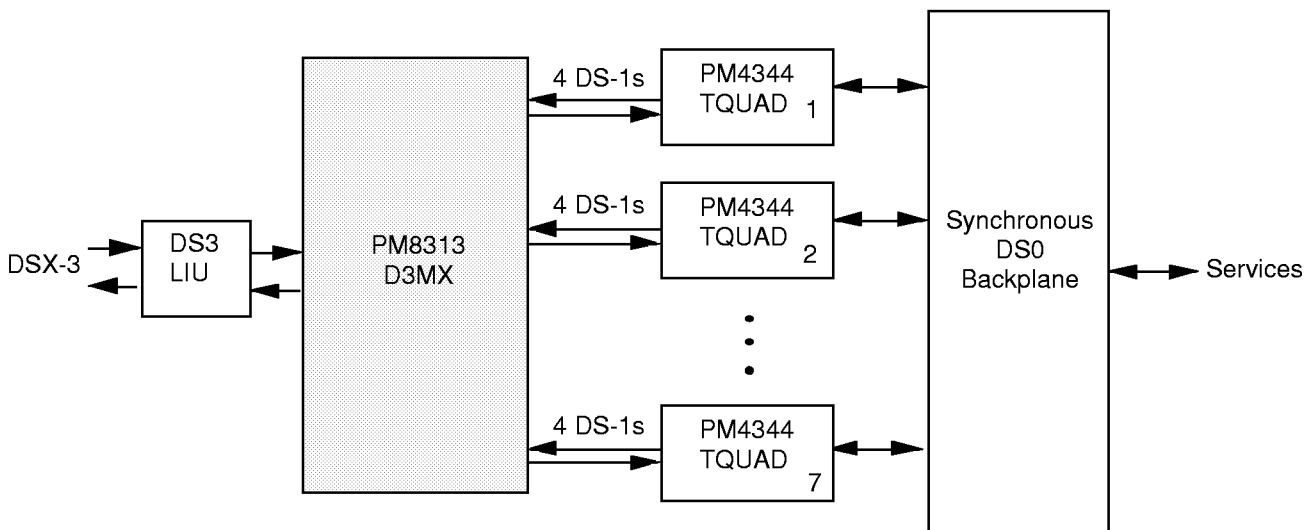 DSX-3
DS3
LIU
PM8313
D3MX
4 DS-1s
PM4344
TQUAD
1
4 DS-1s
PM4344
TQUAD
2
4 DS-1s
PM4344
TQUAD
7
Synchronous
DS0
Backplane
Services